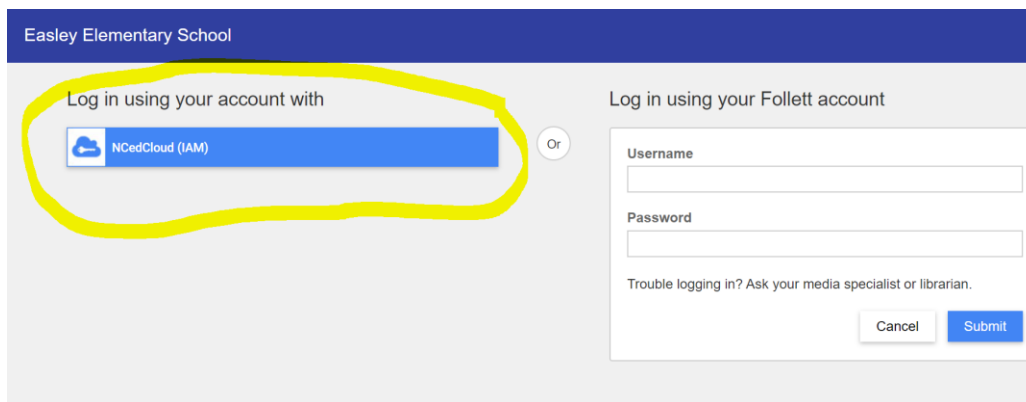 Easley Elementary School
Log in using your account with
NCedCloud (IAM)
Or
Log in using your Follett account
Username
Password
Trouble logging in? Ask your media specialist or librarian.
Cancel
Submit